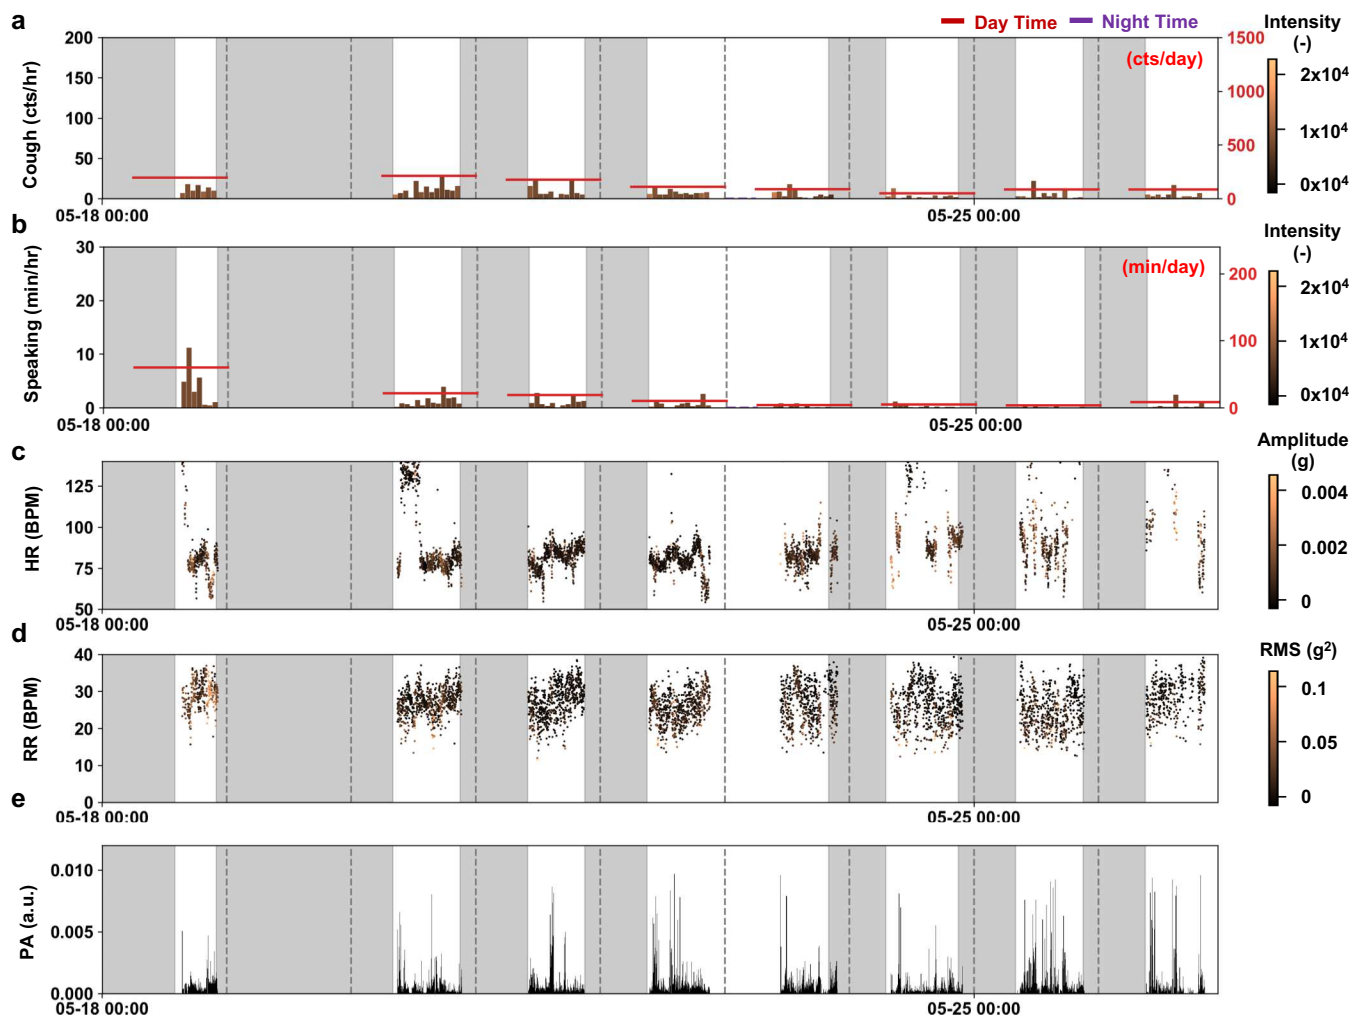 a
Day Time
Night Time
Intensity
(-)
200
150
100
50
0
Cough (cts/hr)
(cts/day)
1500
1000
500
0
2x10⁴
1x10⁴
0x10⁴
05-18 00:00
05-25 00:00
b
Intensity
(-)
30
20
10
0
Speaking (min/hr)
(min/day)
200
100
0
2x10⁴
1x10⁴
0x10⁴
05-18 00:00
05-25 00:00
c
Amplitude
(g)
125
100
75
50
HR (BPM)
0.004
0.002
0
05-18 00:00
05-25 00:00
d
RMS (g²)
40
30
20
10
0
RR (BPM)
0.1
0.05
0
05-18 00:00
05-25 00:00
e
0.010
0.005
0.000
PA (a.u.)
05-18 00:00
05-25 00:00